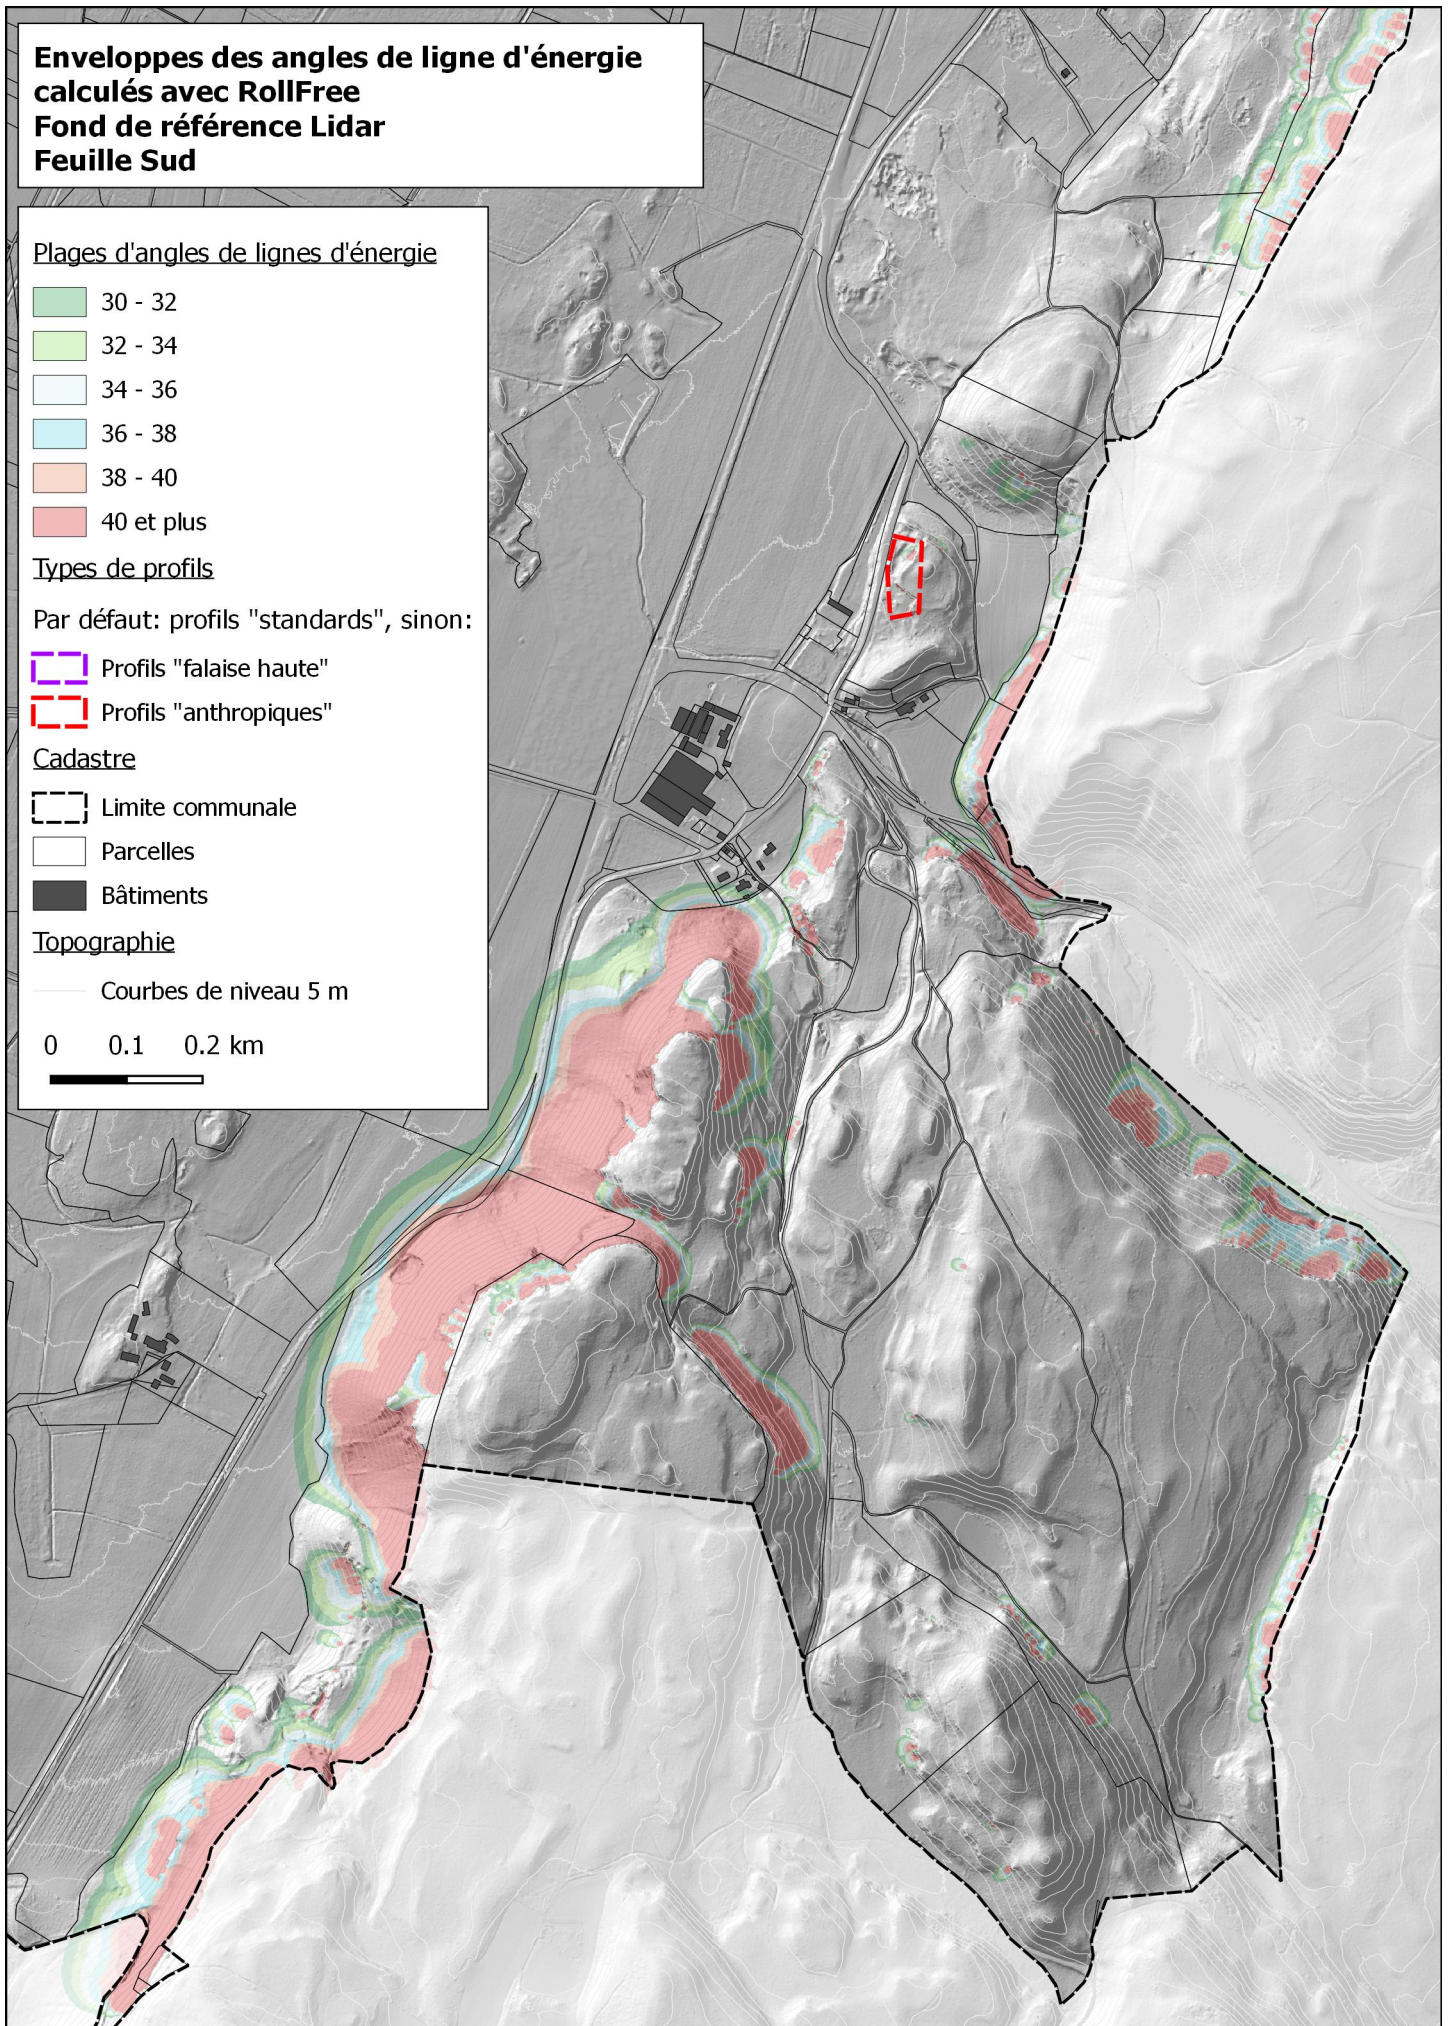 Enveloppes des angles de ligne d'énergie
calculés avec RollFree
Fond de référence Lidar
Feuille Sud
Plages d'angles de lignes d'énergie
30 - 32
32 - 34
34 - 36
36 - 38
38 - 40
40 et plus
Types de profils
Par défaut: profils "standards", sinon:
Profils "falaise haute"
Profils "anthropiques"
Cadastre
Limite communale
Parcelles
Bâtiments
Topographie
Courbes de niveau 5 m
0 0.1 0.2 km